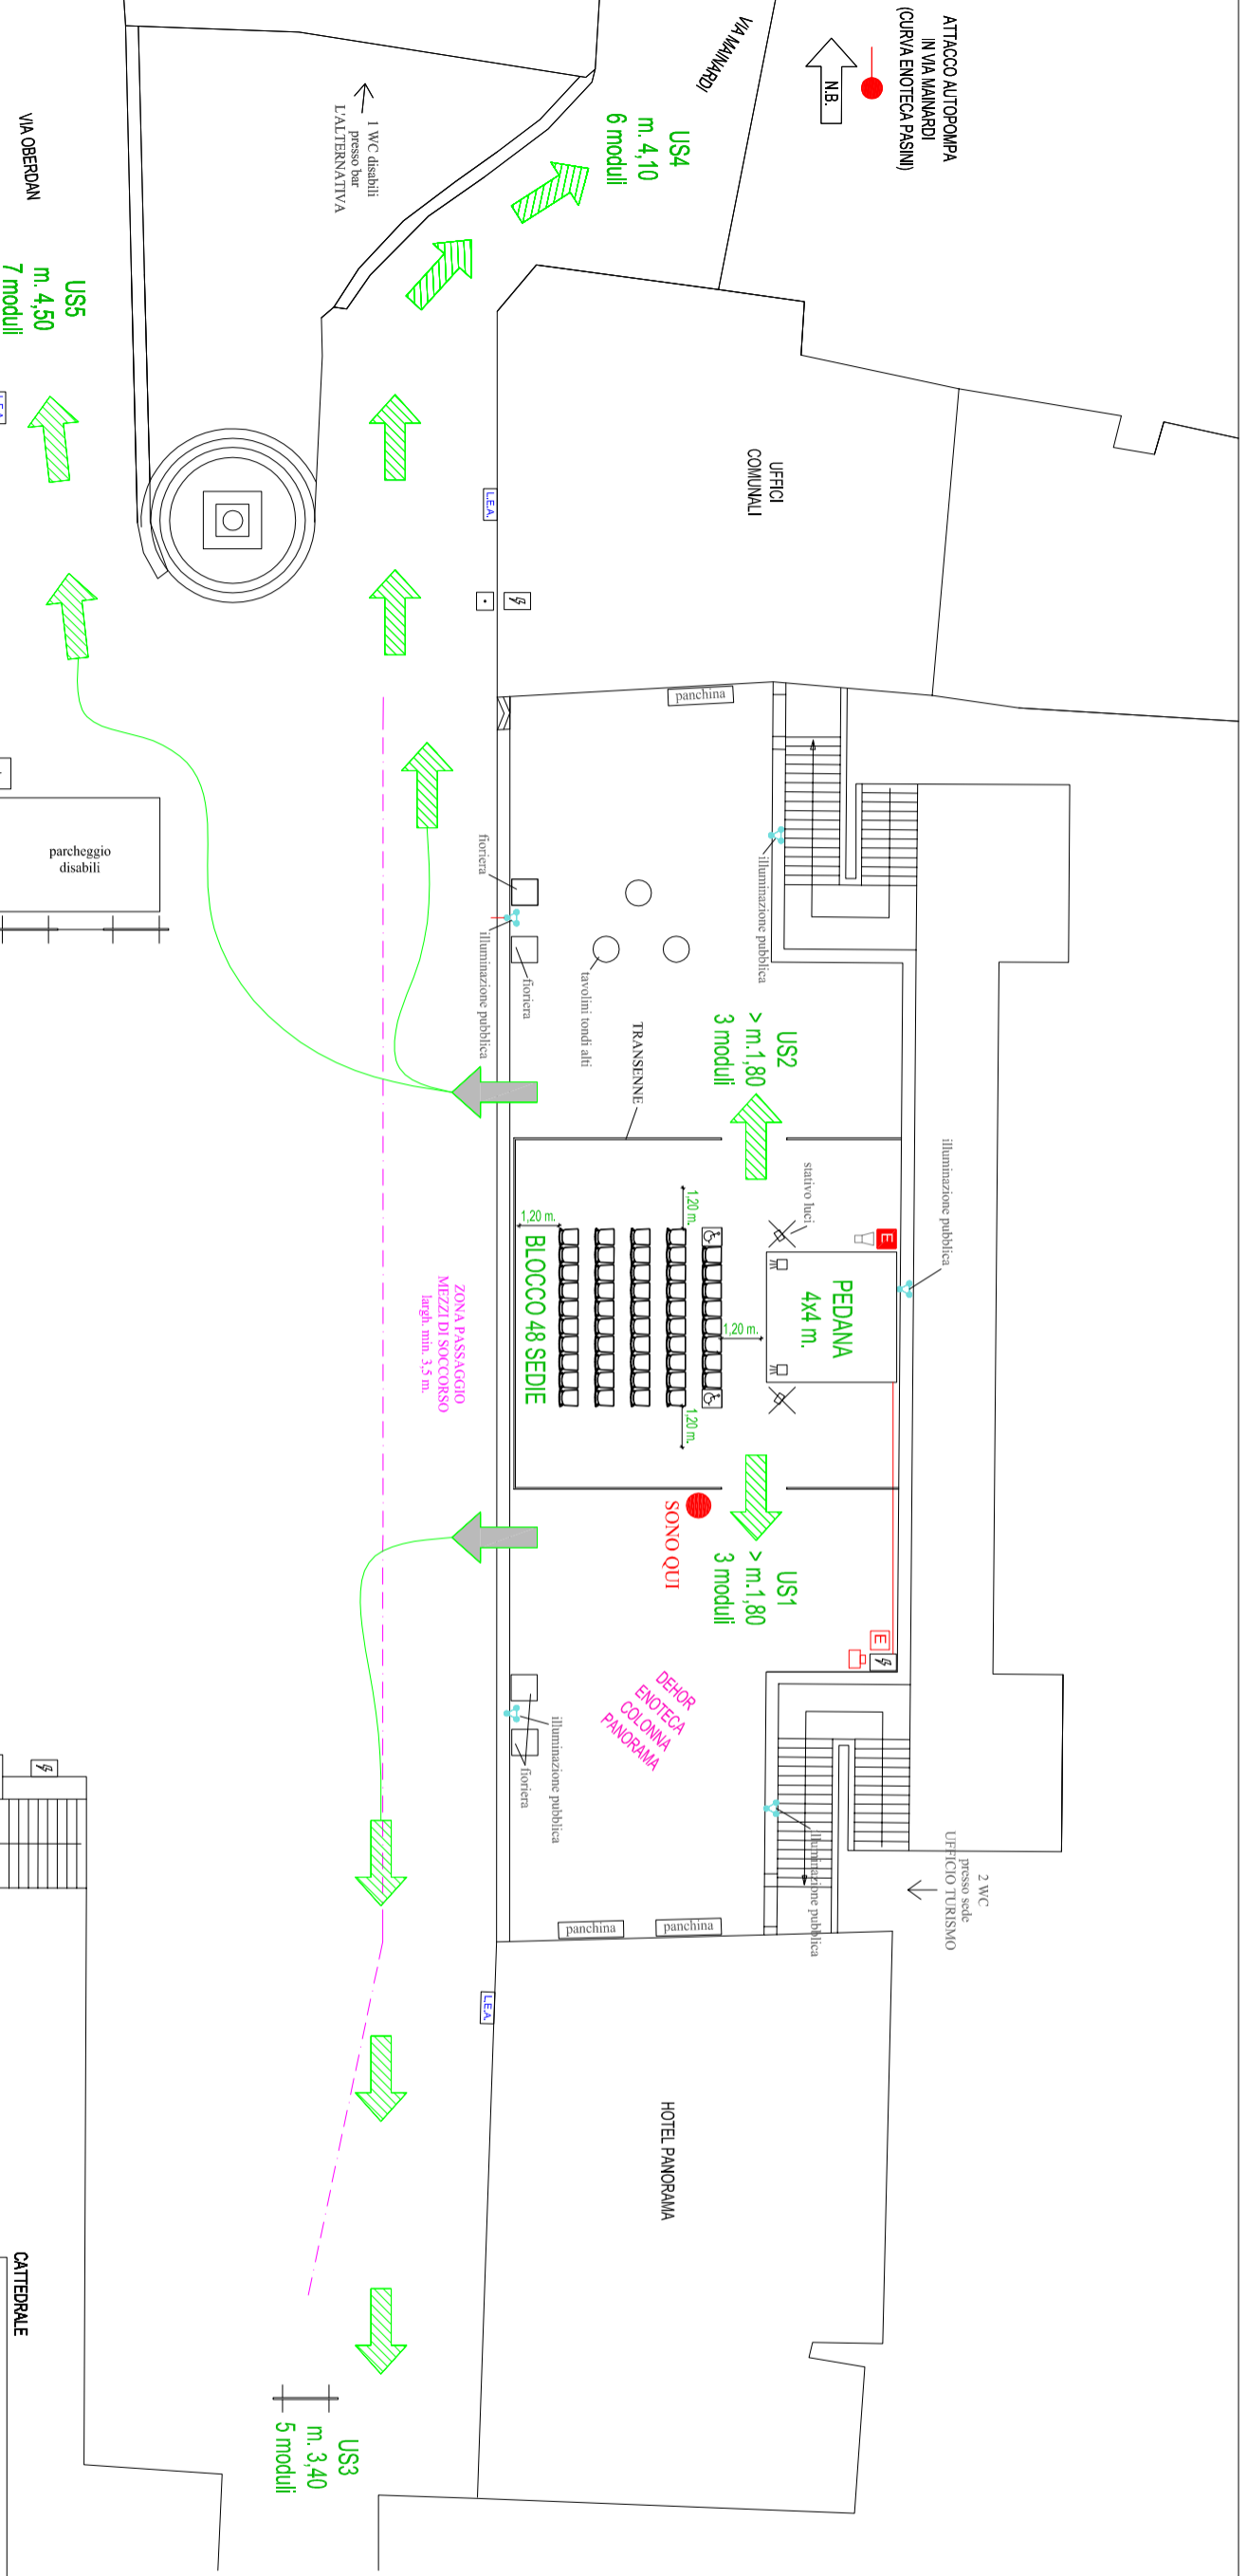 ATTACCO AUTOPOMPA
IN VIA MAINARDI
(CURVA ENOTECA PASINI)
N.B.
VIA MAINARDI
US4
m. 4,10
6 moduli
1 WC disabili
presso bar
L'ALTERNATIVA
VIA OBERDAN
US5
m. 4,50
7 moduli
L.E.A.
UFFICI
COMUNALI
L.E.A.
panchina
parcheggio
disabili
fioriera
illuminazione pubblica
fioriera
tavolini tondi alti
illuminazione pubblica
TRANSENNE
US2
> m.1,80
3 moduli
illuminazione pubblica
stativo luci
E
PEDANA
4x4 m.
1,20 m.
1,20 m.
1,20 m.
1,20 m.
BLOCCO 48 SEDIE
ZONA PASSAGGIO
MEZZI DI SOCCORSO
largh. min. 3,5 m.
SONO QUI
US1
> m.1,80
3 moduli
E
DEHOR
ENOTECA
COLONNA
PANORAMA
illuminazione pubblica
fioriera
illuminazione pubblica
2 WC
presso sede
UFFICIO TURISMO
panchina
panchina
L.E.A.
HOTEL PANORAMA
CATTEDRALE
US3
m. 3,40
5 moduli